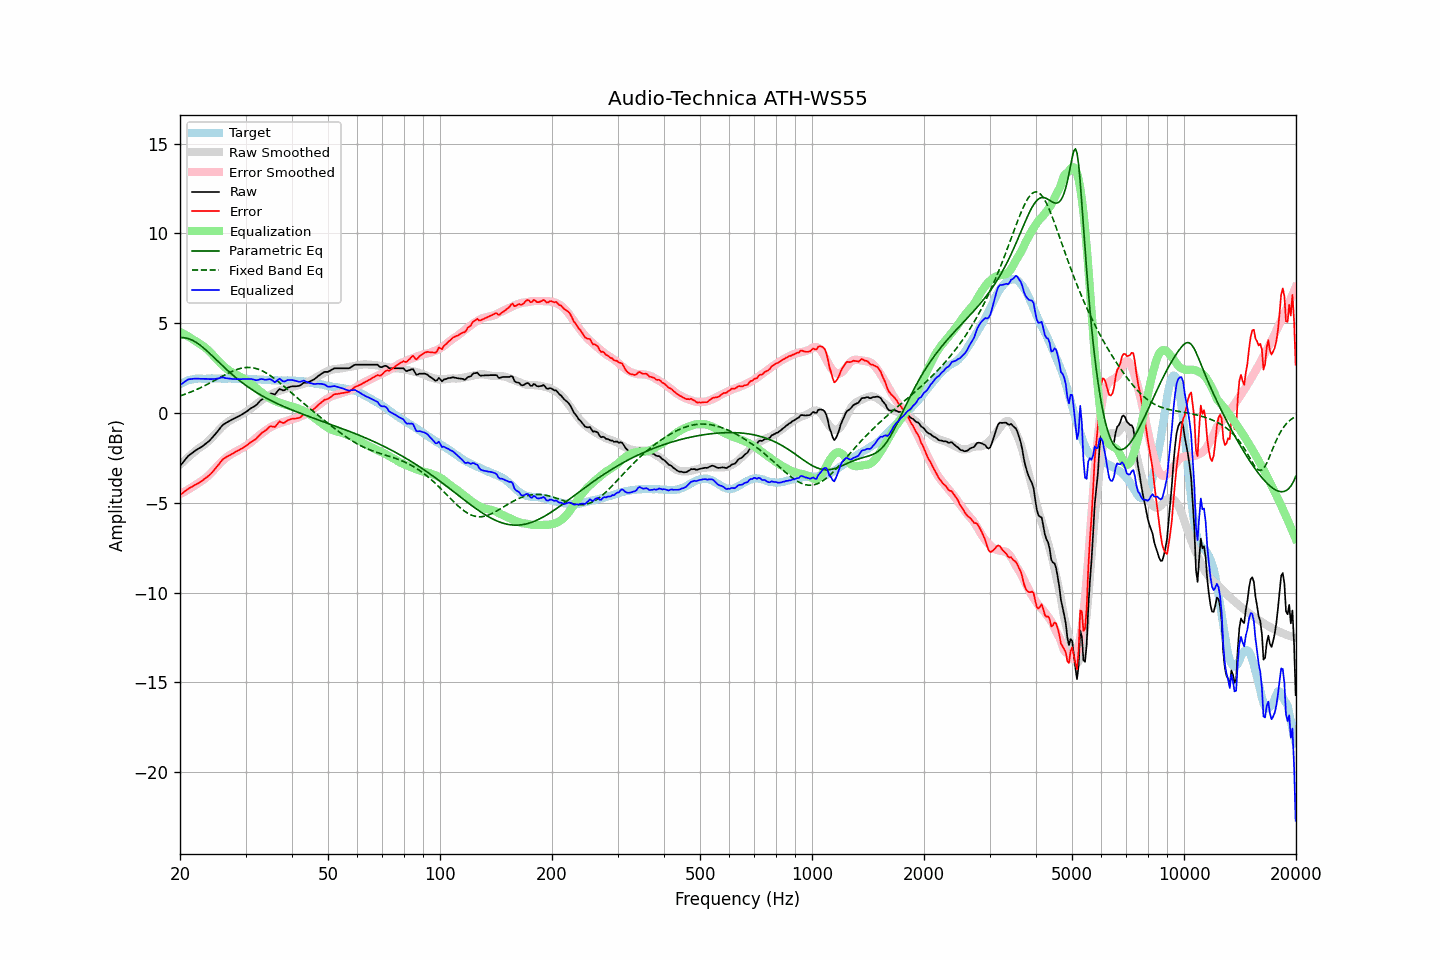 Audio-Technica ATH-WS55
Target
Raw Smoothed
Error Smoothed
Raw
Error
Equalization
Parametric Eq
Fixed Band Eq
Equalized
15
10
5
0
−5
−10
−15
−20
Amplitude (dBr)
20 50 100 200 500 1000 2000 5000 10000 20000
Frequency (Hz)